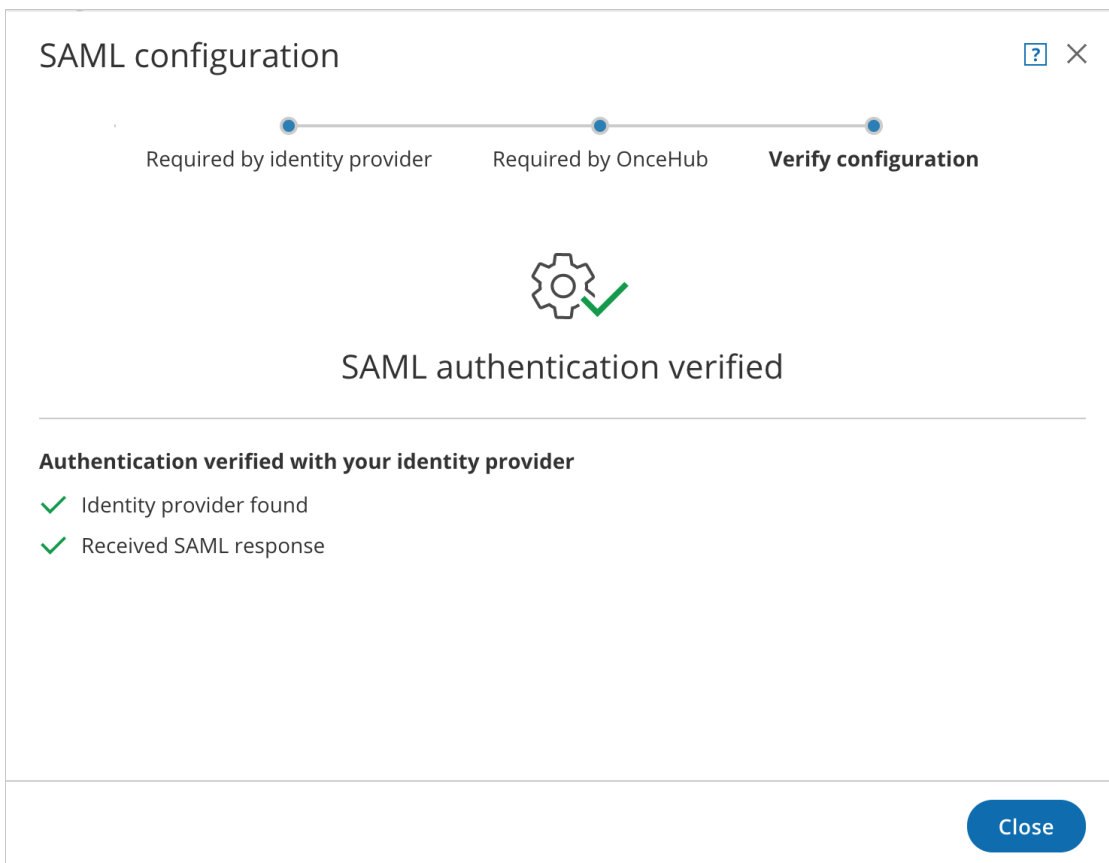 SAML configuration
?
Required by identity provider
Required by OnceHub
Verify configuration
SAML authentication verified
Authentication verified with your identity provider
Identity provider found
Received SAML response
Close